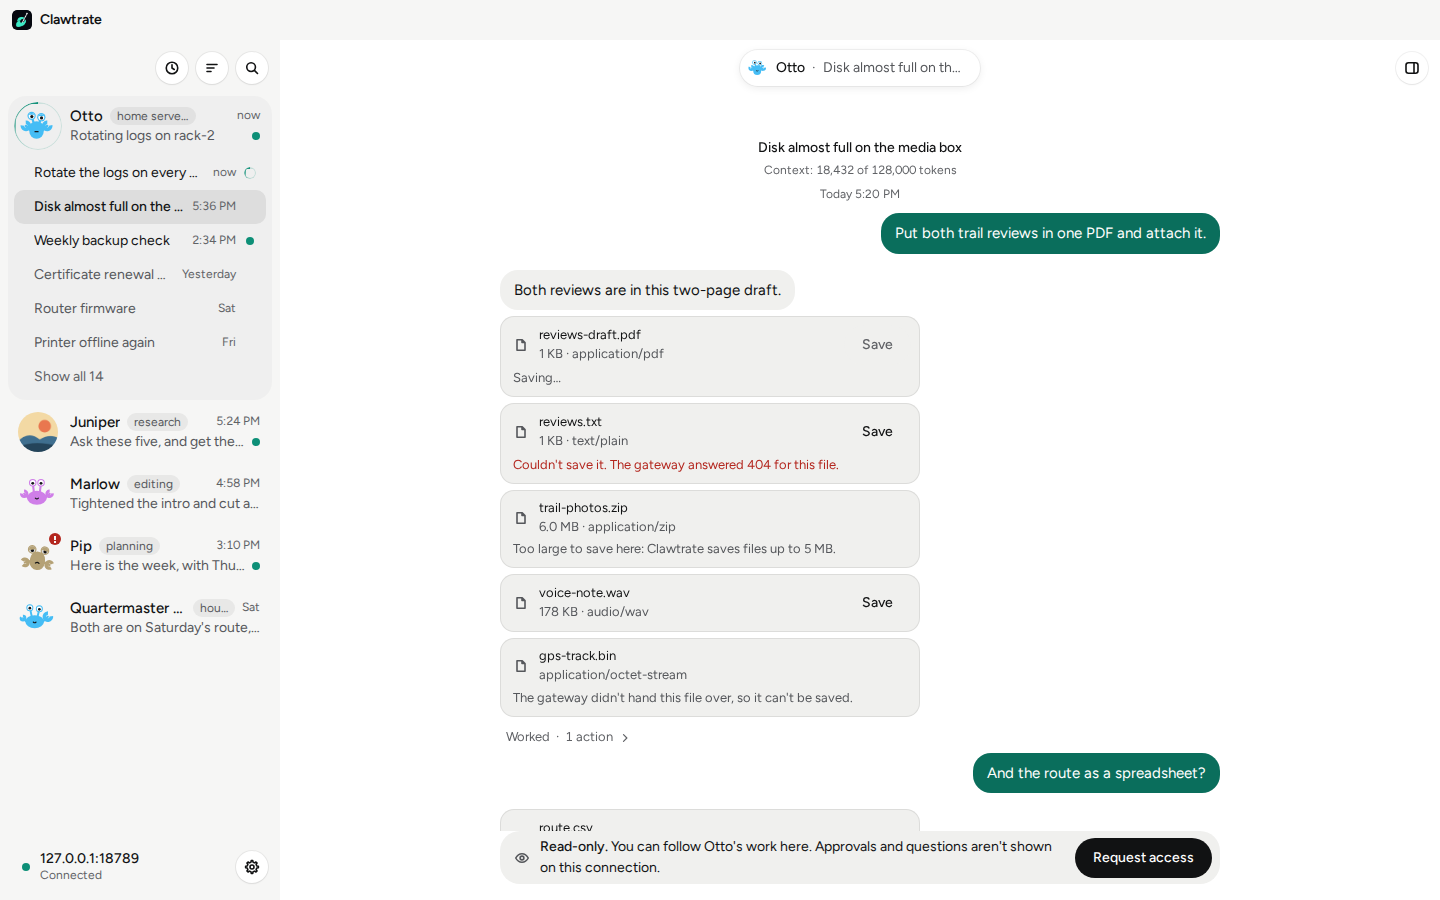 Clawtrate
Otto
home serve...
now
Rotating logs on rack-2
Rotate the logs on every ...
now
Disk almost full on the ...
5:36 PM
Weekly backup check
2:34 PM
Certificate renewal ...
Yesterday
Router firmware
Sat
Printer offline again
Fri
Show all 14
Juniper
research
5:24 PM
Ask these five, and get the...
Marlow
editing
4:58 PM
Tightened the intro and cut a...
Pip
planning
3:10 PM
Here is the week, with Thu...
Quartermaster ...
hou...
Sat
Both are on Saturday's route,...
127.0.0.1:18789
Connected
Otto · Disk almost full on th...
Disk almost full on the media box
Context: 18,432 of 128,000 tokens
Today 5:20 PM
Put both trail reviews in one PDF and attach it.
Both reviews are in this two-page draft.
reviews-draft.pdf
1 KB · application/pdf
Save
Saving...
reviews.txt
1 KB · text/plain
Save
Couldn't save it. The gateway answered 404 for this file.
trail-photos.zip
6.0 MB · application/zip
Too large to save here: Clawtrate saves files up to 5 MB.
voice-note.wav
178 KB · audio/wav
Save
gps-track.bin
application/octet-stream
The gateway didn't hand this file over, so it can't be saved.
Worked · 1 action
And the route as a spreadsheet?
route.csv
Read-only. You can follow Otto's work here. Approvals and questions aren't shown
on this connection.
Request access